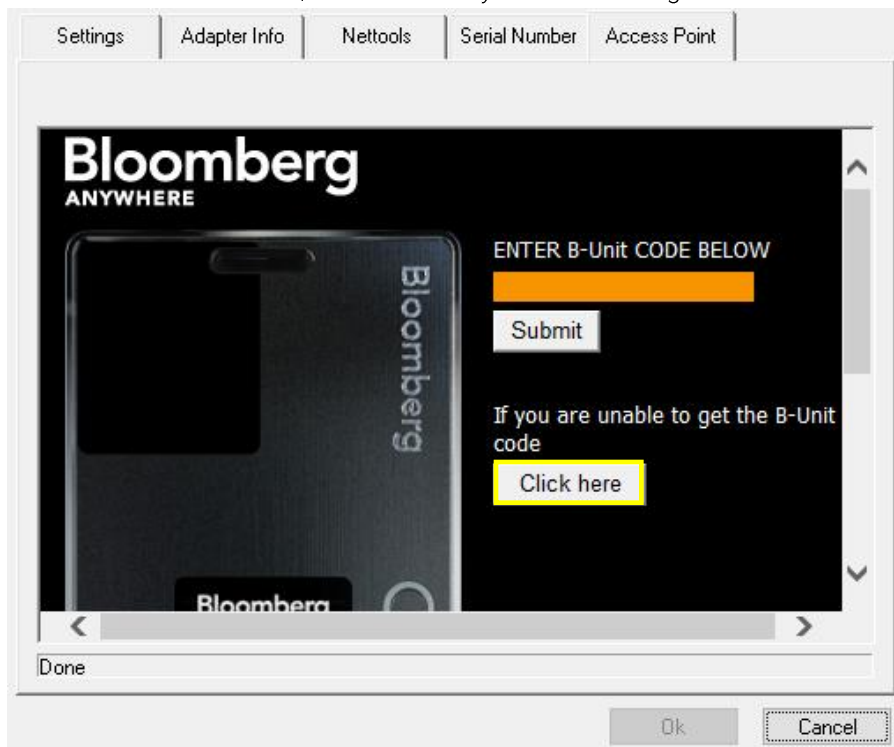 Settings Adapter Info Nettools Serial Number Access Point
Bloomberg
ANYWHERE
Bloomberg
ENTER B-Unit CODE BELOW
Submit
If you are unable to get the B-Unit
code
Click here
Bloomberg
Done
Ok Cancel